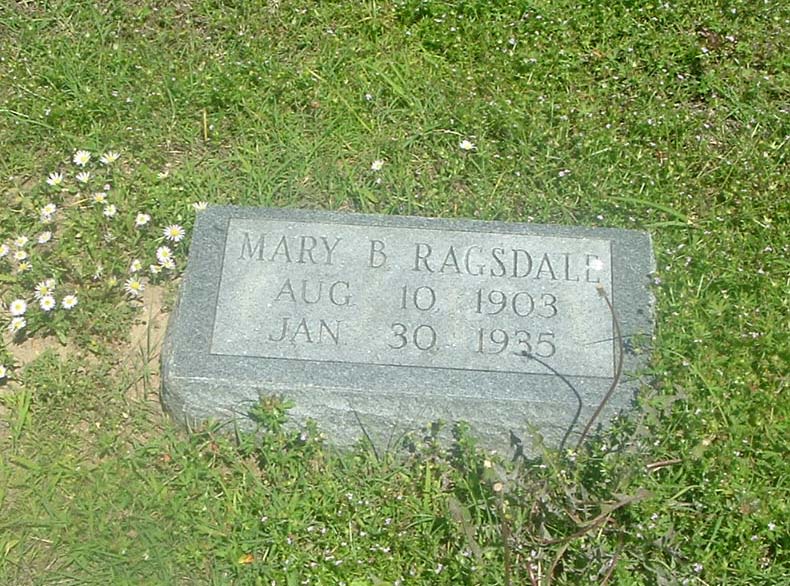 MARY B RAGSDALE
AUG 10, 1903
JAN 30, 1935